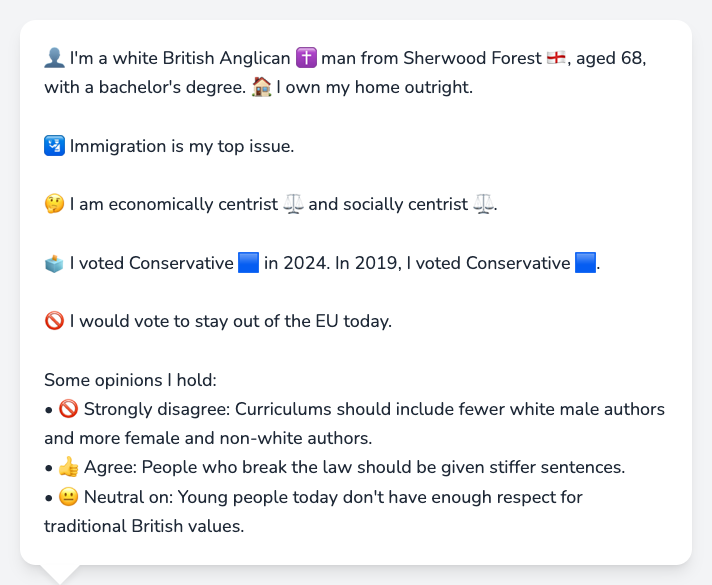 👤 I'm a white British Anglican ✝️ man from Sherwood Forest 🏴󠁧󠁢󠁥󠁮󠁧󠁿, aged 68,
with a bachelor's degree. 🏠 I own my home outright.
🛂 Immigration is my top issue.
🤔 I am economically centrist ⚖️ and socially centrist ⚖️.
🗳️ I voted Conservative 🟦 in 2024. In 2019, I voted Conservative 🟦.
🚫 I would vote to stay out of the EU today.
Some opinions I hold:
• 🚫 Strongly disagree: Curriculums should include fewer white male authors
and more female and non-white authors.
• 👍 Agree: People who break the law should be given stiffer sentences.
• 😐 Neutral on: Young people today don't have enough respect for
traditional British values.